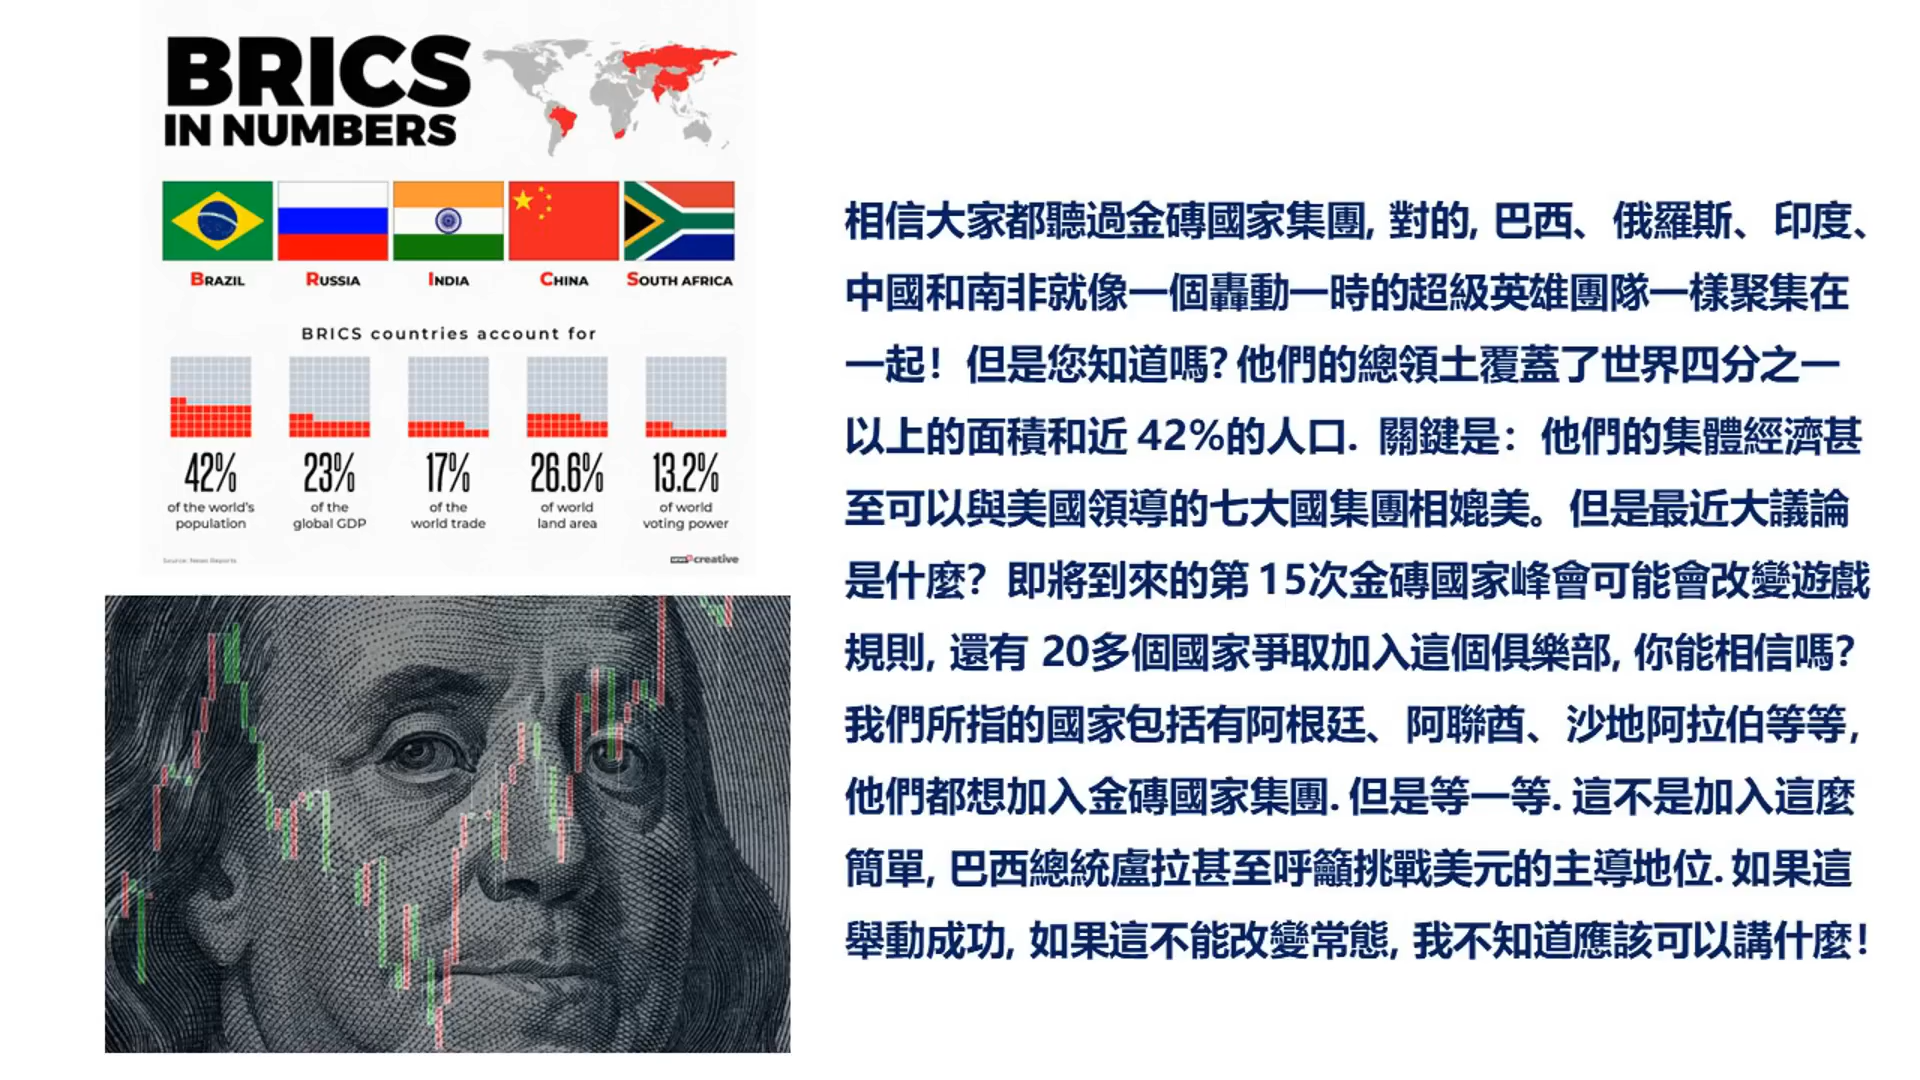 BRICS
IN NUMBERS
BRAZIL
RUSSIA
INDIA
CHINA
SOUTH AFRICA
BRICS countries account for
42%
of the world's
population
23%
of the
global GDP
17%
of the
world trade
26.6%
of world
land area
13.2%
of world
voting power
Source: News Reports
creative
相信大家都聽過金磚國家集團, 對的, 巴西、俄羅斯、印度、
中國和南非就像一個轟動一時的超級英雄團隊一樣聚集在
一起！但是您知道嗎? 他們的總領土覆蓋了世界四分之一
以上的面積和近 42%的人口. 關鍵是：他們的集體經濟甚
至可以與美國領導的七大國集團相媲美。但是最近大議論
是什麼？即將到來的第 15次金磚國家峰會可能會改變遊戲
規則, 還有 20多個國家爭取加入這個俱樂部, 你能相信嗎?
我們所指的國家包括有阿根廷、阿聯酋、沙地阿拉伯等等，
他們都想加入金磚國家集團. 但是等一等. 這不是加入這麼
簡單, 巴西總統盧拉甚至呼籲挑戰美元的主導地位. 如果這
舉動成功, 如果這不能改變常態, 我不知道應該可以講什麼！